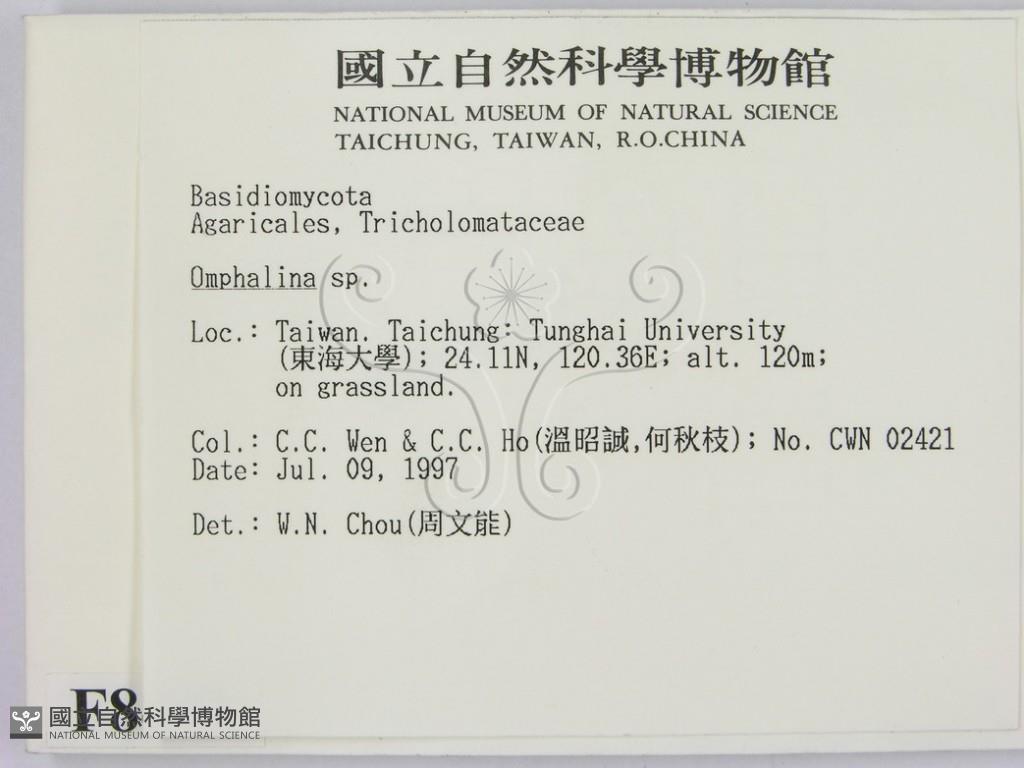 國立自然科學博物館
NATIONAL MUSEUM OF NATURAL SCIENCE
TAICHUNG, TAIWAN, R.O.CHINA
Basidiomycota
Agaricales, Tricholomataceae
Omphalina sp.
Loc.: Taiwan. Taichung: Tunghai University
(東海大學); 24.11N, 120.36E; alt. 120m;
on grassland.
Col.: C.C. Wen & C.C. Ho(溫昭誠,何秋枝); No. CWN 02421
Date: Jul. 09, 1997
Det.: W.N. Chou(周文能)
F8
國立自然科學博物館
NATIONAL MUSEUM OF NATURAL SCIENCE